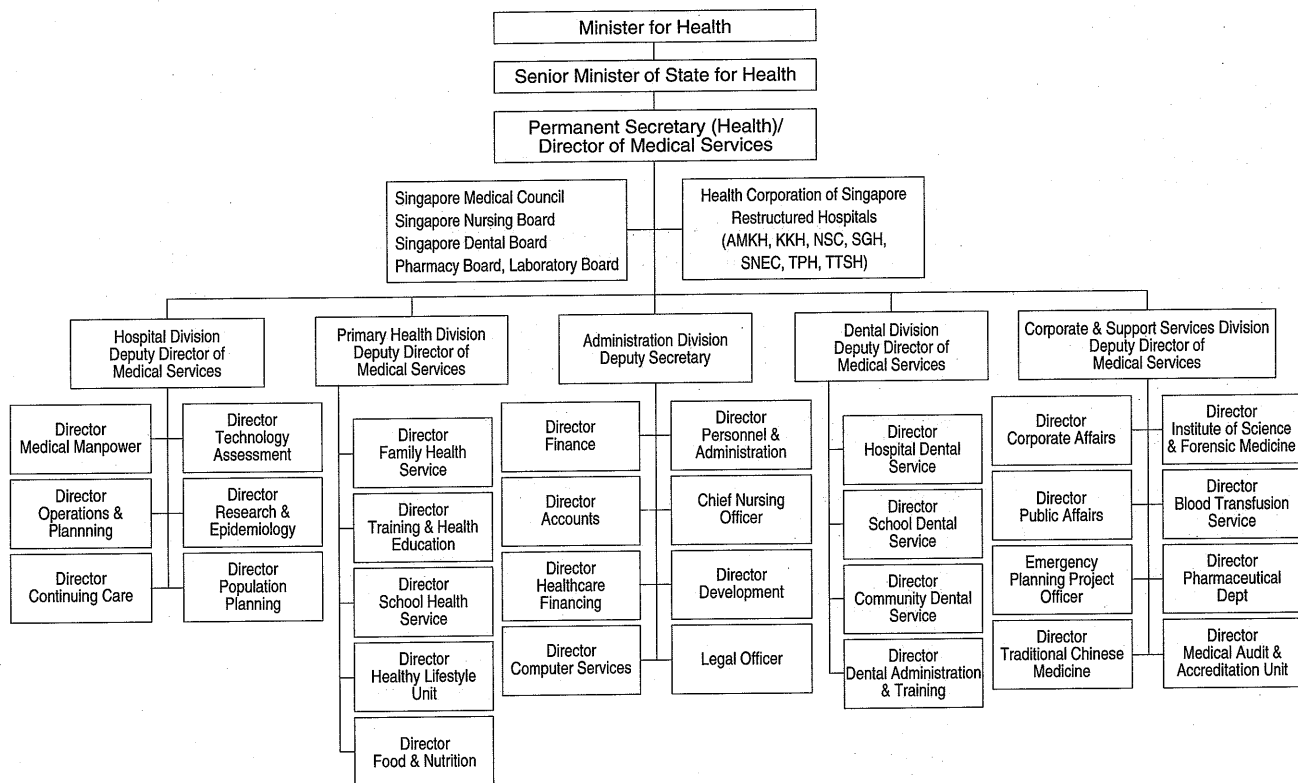 Minister for Health
Senior Minister of State for Health
Permanent Secretary (Health)/
Director of Medical Services
Singapore Medical Council
Singapore Nursing Board
Singapore Dental Board
Pharmacy Board, Laboratory Board
Health Corporation of Singapore
Restructured Hospitals
(AMKH, KKH, NSC, SGH,
SNEC, TPH, TTSH)
Hospital Division
Deputy Director of
Medical Services
Director
Medical Manpower
Director
Technology
Assessment
Director
Operations &
Plannning
Director
Research &
Epidemiology
Director
Continuing Care
Director
Population
Planning
Primary Health Division
Deputy Director of
Medical Services
Director
Family Health
Service
Director
Training & Health
Education
Director
School Health
Service
Director
Healthy Lifestyle
Unit
Director
Food & Nutrition
Administration Division
Deputy Secretary
Director
Finance
Director
Personnel &
Administration
Director
Accounts
Chief Nursing
Officer
Director
Healthcare
Financing
Director
Development
Director
Computer Services
Legal Officer
Dental Division
Deputy Director of
Medical Services
Director
Hospital Dental
Service
Director
School Dental
Service
Director
Community Dental
Service
Director
Dental Administration
& Training
Corporate & Support Services Division
Deputy Director of
Medical Services
Director
Corporate Affairs
Director
Institute of Science
& Forensic Medicine
Director
Public Affairs
Director
Blood Transfusion
Service
Emergency
Planning Project
Officer
Director
Pharmaceutical
Dept
Director
Traditional Chinese
Medicine
Director
Medical Audit &
Accreditation Unit